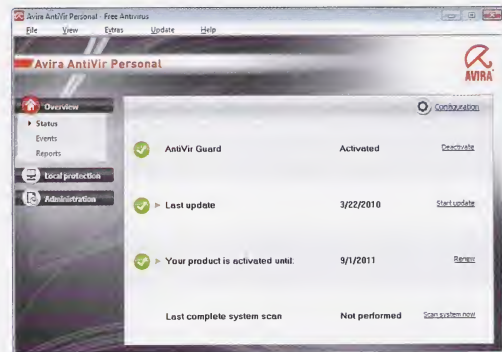 Avira AntiVir Personal - Free Antivirus
File View Extras Update Help
Avira AntiVir Personal
AVIRA
Overview
Configuration
Status
Events
Reports
Local protection
Administration
AntiVir Guard Activated Deactivate
Last update 3/22/2010 Start update
Your product is activated until: 9/1/2011 Renew
Last complete system scan Not performed Scan system now